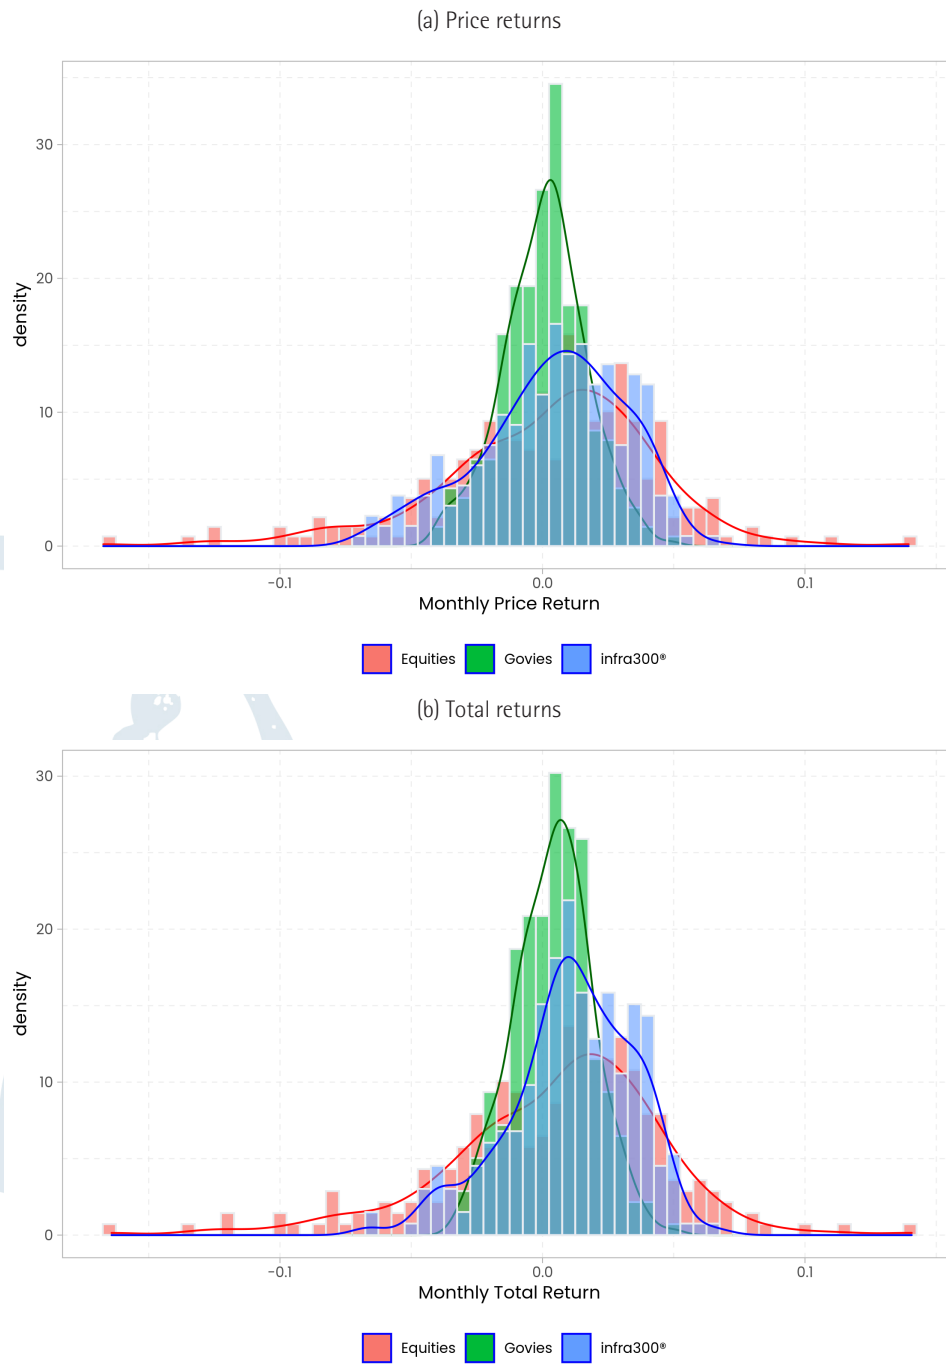 (a) Price returns
density
30
20
10
0
−0.1
0.0
0.1
Monthly Price Return
Equities
Govies
infra300®
(b) Total returns
density
30
20
10
0
−0.1
0.0
0.1
Monthly Total Return
Equities
Govies
infra300®